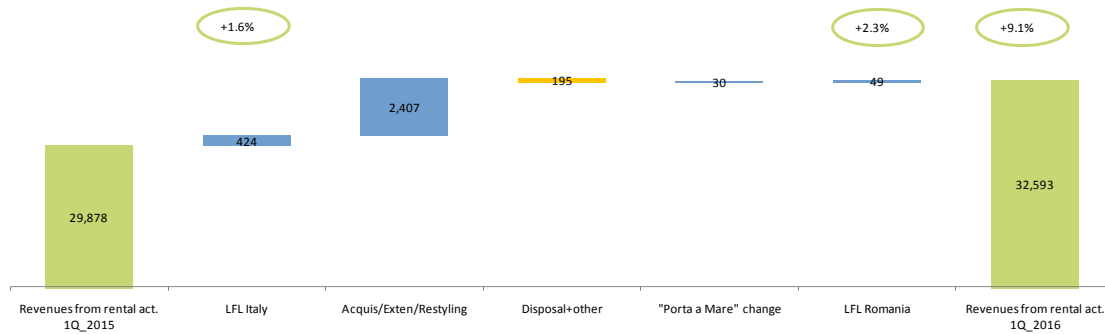 +1.6%
+2.3%
+9.1%
2,407
195
30
49
424
29,878
32,593
Revenues from rental act.
1Q_2015
LFL Italy
Acquis/Exten/Restyling
Disposal+other
"Porta a Mare" change
LFL Romania
Revenues from rental act.
1Q_2016